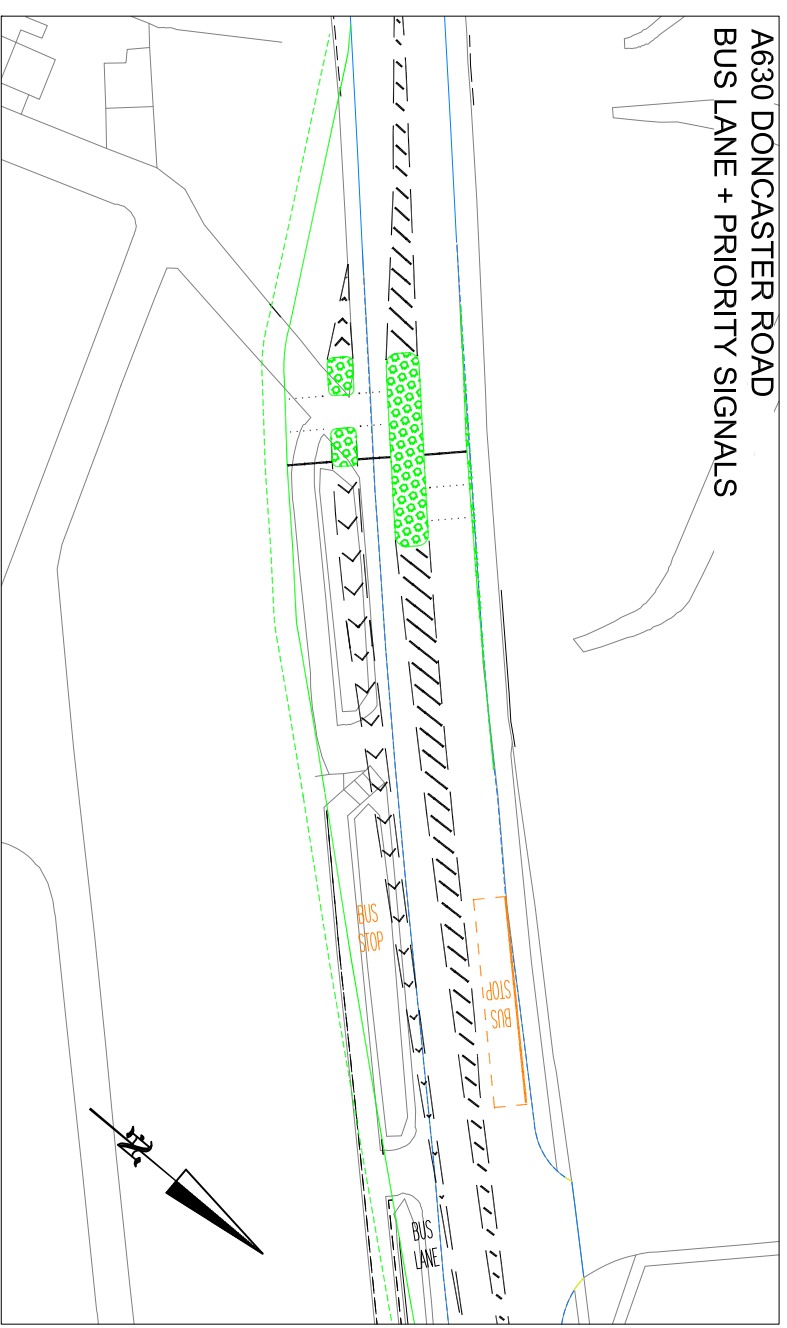 A630 DONCASTER ROAD
BUS LANE + PRIORITY SIGNALS
BUS
STOP
BUS
STOP
BUS
LANE
N